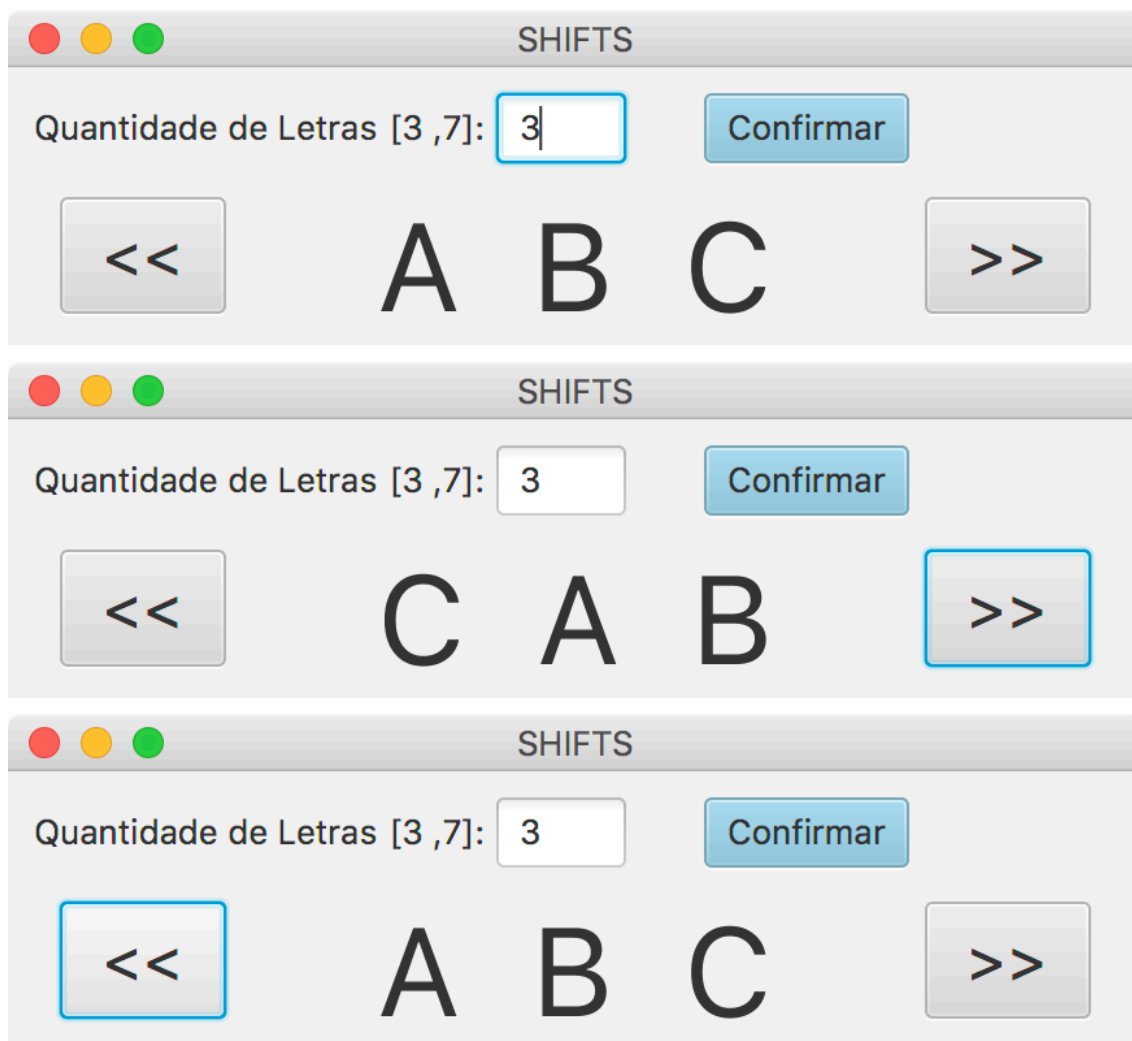 SHIFTS
Quantidade de Letras [3 ,7]: 3 Confirmar
<< A B C >>
SHIFTS
Quantidade de Letras [3 ,7]: 3 Confirmar
<< C A B >>
SHIFTS
Quantidade de Letras [3 ,7]: 3 Confirmar
<< A B C >>